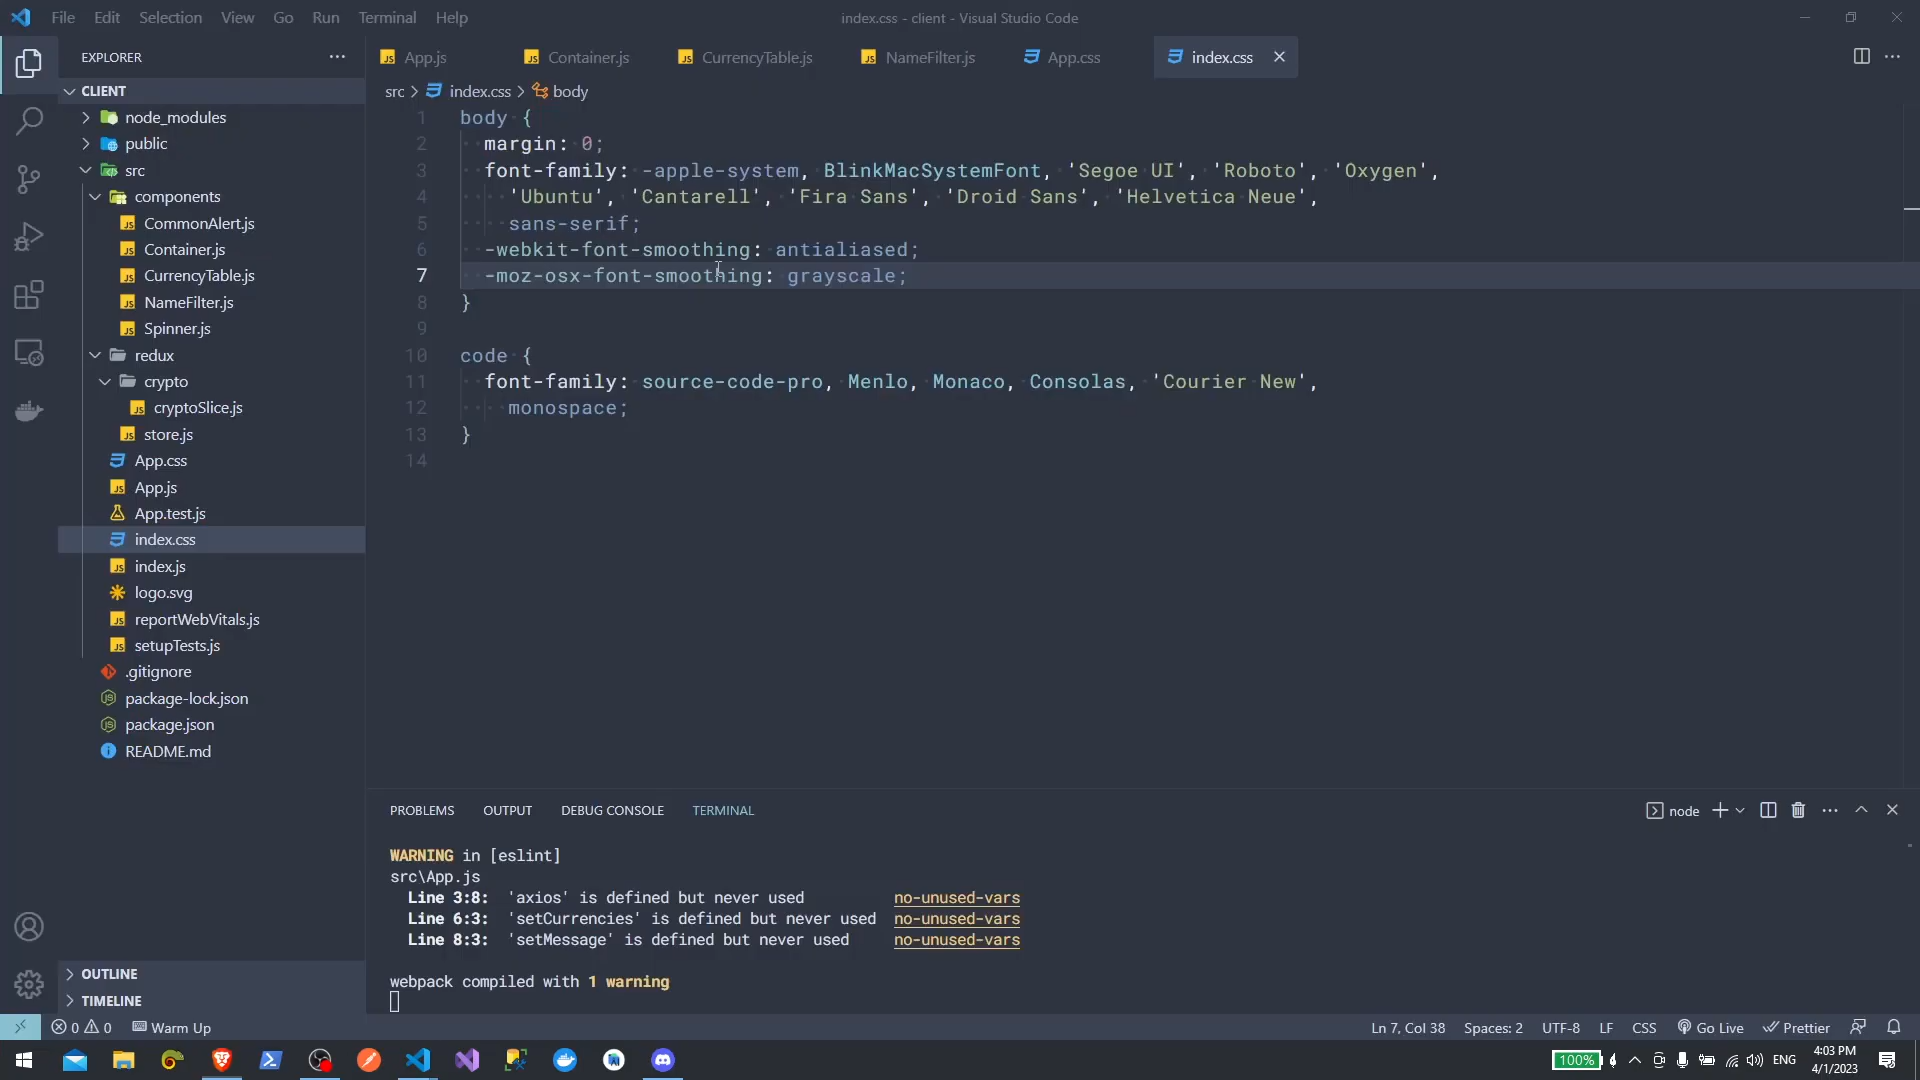 File Edit Selection View Go Run Terminal Help
index.css - client - Visual Studio Code
EXPLORER
App.js
Container.js
CurrencyTable.js
NameFilter.js
App.css
index.css
src > index.css > body
CLIENT
node_modules
public
src
components
CommonAlert.js
Container.js
CurrencyTable.js
NameFilter.js
Spinner.js
redux
crypto
cryptoSlice.js
store.js
App.css
App.js
App.test.js
index.css
index.js
logo.svg
reportWebVitals.js
setupTests.js
.gitignore
package-lock.json
package.json
README.md
OUTLINE
TIMELINE
1 body {
2 margin: 0;
3 font-family: -apple-system, BlinkMacSystemFont, 'Segoe UI', 'Roboto', 'Oxygen',
4 'Ubuntu', 'Cantarell', 'Fira Sans', 'Droid Sans', 'Helvetica Neue',
5 sans-serif;
6 -webkit-font-smoothing: antialiased;
7 -moz-osx-font-smoothing: grayscale;
8 }
9
10 code {
11 font-family: source-code-pro, Menlo, Monaco, Consolas, 'Courier New',
12 monospace;
13 }
14
PROBLEMS OUTPUT DEBUG CONSOLE TERMINAL
node
WARNING in [eslint]
src\App.js
Line 3:8: 'axios' is defined but never used no-unused-vars
Line 6:3: 'setCurrencies' is defined but never used no-unused-vars
Line 8:3: 'setMessage' is defined but never used no-unused-vars
webpack compiled with 1 warning
0 0 Warm Up
Ln 7, Col 38 Spaces: 2 UTF-8 LF CSS Go Live Prettier
100% ENG
4:03 PM
4/1/2023